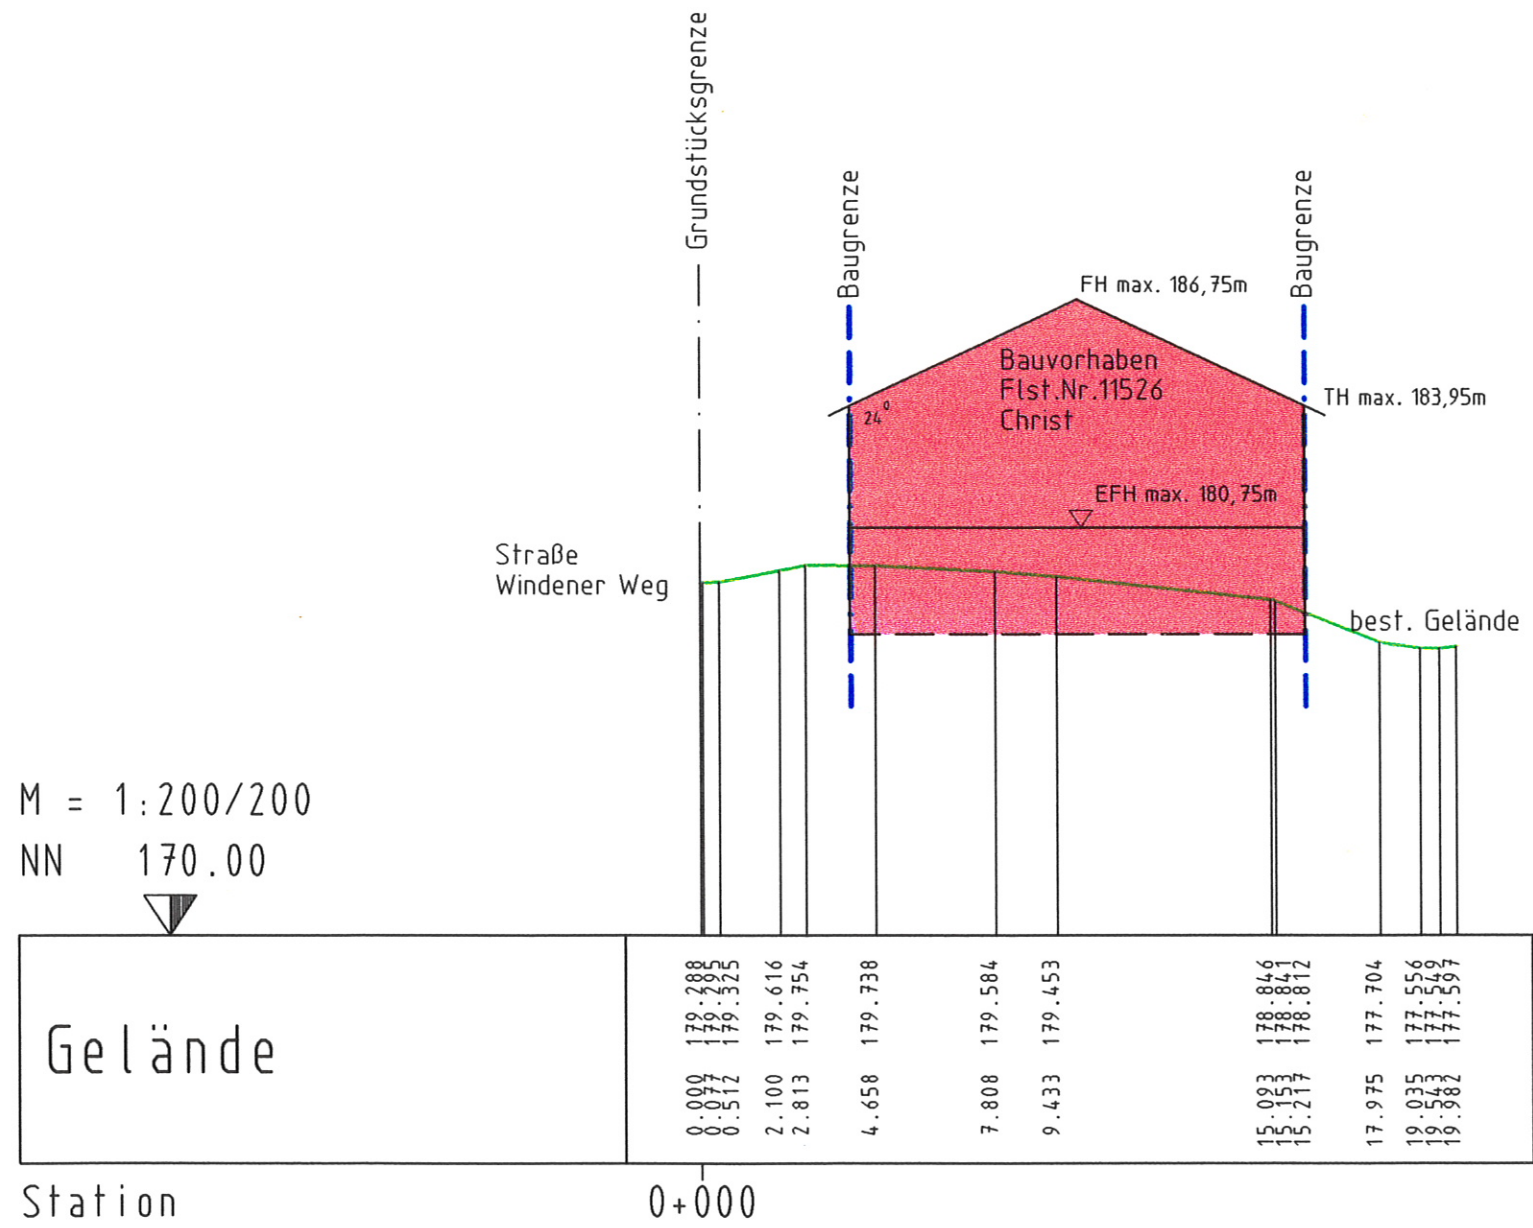 Grundstücksgrenze
Baugrenze
Baugrenze
FH max. 186,75m
Bauvorhaben
Flst.Nr.11526
Christ
TH max. 183,95m
24°
EFH max. 180,75m
Straße
Windener Weg
best. Gelände
M = 1:200/200
NN 170.00
Gelände
179.288
179.295
179.325
179.616
179.754
179.738
179.584
179.453
178.846
178.841
178.812
177.704
177.556
177.549
177.597
0.000
0.077
0.512
2.100
2.813
4.658
7.808
9.433
15.093
15.153
15.217
17.975
19.035
19.543
19.982
Station
0+000